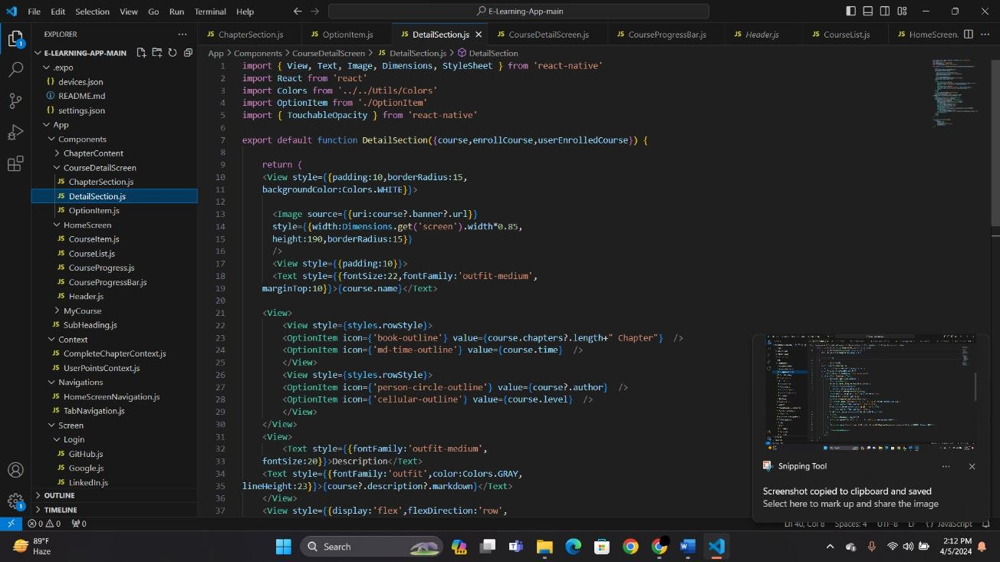 File Edit Selection View Go Run Terminal Help
E-Learning-App-main
EXPLORER
E-LEARNING-APP-MAIN
.expo
devices.json
README.md
settings.json
App
Components
ChapterContent
CourseDetailScreen
ChapterSection.js
DetailSection.js
OptionItem.js
HomeScreen
CourseItem.js
CourseList.js
CourseProgress.js
CourseProgressBar.js
Header.js
MyCourse
SubHeading.js
Context
CompleteChapterContext.js
UserPointsContext.js
Navigations
HomeScreenNavigation.js
TabNavigation.js
Screen
Login
GitHub.js
Google.js
LinkedIn.js
OUTLINE
TIMELINE
JS ChapterSection.js JS OptionItem.js JS DetailSection.js JS CourseDetailScreen.js JS CourseProgressBar.js JS Header.js JS CourseList.js JS HomeScreen.
App > Components > CourseDetailScreen > JS DetailSection.js > DetailSection
1 import { View, Text, Image, Dimensions, StyleSheet } from 'react-native'
2 import React from 'react'
3 import Colors from '../../Utils/Colors'
4 import OptionItem from './OptionItem'
5 import { TouchableOpacity } from 'react-native'
6
7 export default function DetailSection({course,enrollCourse,userEnrolledCourse}) {
8
9 return (
10 <View style={{padding:10,borderRadius:15,
11 backgroundColor:Colors.WHITE}}>
12
13 <Image source={{uri:course?.banner?.url}}
14 style={{width:Dimensions.get('screen').width*0.85,
15 height:190,borderRadius:15}}
16 />
17 <View style={{padding:10}}>
18 <Text style={{fontSize:22,fontFamily:'outfit-medium',
19 marginTop:10}}>{course.name}</Text>
20
21 <View>
22 <View style={styles.rowStyle}>
23 <OptionItem icon={'book-outline'} value={course.chapters?.length+" Chapter"} />
24 <OptionItem icon={'md-time-outline'} value={course.time} />
25 </View>
26 <View style={styles.rowStyle}>
27 <OptionItem icon={'person-circle-outline'} value={course?.author} />
28 <OptionItem icon={'cellular-outline'} value={course.level} />
29 </View>
30 </View>
31 <View>
32 <Text style={{fontFamily:'outfit-medium',
33 fontSize:20}}>Description</Text>
34 <Text style={{fontFamily:'outfit',color:Colors.GRAY,
35 lineHeight:23}}>{course?.description?.markdown}</Text>
36 </View>
37 <View style={{display:'flex',flexDirection:'row',
Snipping Tool
Screenshot copied to clipboard and saved
Select here to mark up and share the image
0 0 0
Ln 40, Col 8 Spaces: 4 UTF-8 LF {} JavaScript
89°F
Haze
Search
2:12 PM
4/5/2024